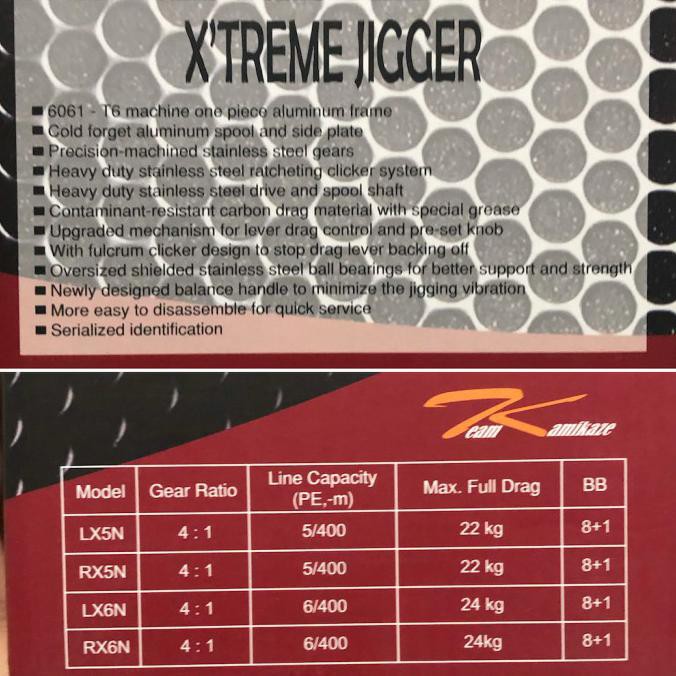 X'TREME JIGGER
6061 - T6 machine one piece aluminum frame
Cold forget aluminum spool and side plate
Precision-machined stainless steel gears
Heavy duty stainless steel ratcheting clicker system
Heavy duty stainless steel drive and spool shaft
Contaminant-resistant carbon drag material with special grease
Upgraded mechanism for lever drag control and pre-set knob
With fulcrum clicker design to stop drag lever backing off
Oversized shielded stainless steel ball bearings for better support and strength
Newly designed balance handle to minimize the jigging vibration
More easy to disassemble for quick service
Serialized identification
Team Kamikaze
Model Gear Ratio Line Capacity (PE,-m) Max. Full Drag BB
LX5N 4 : 1 5/400 22 kg 8+1
RX5N 4 : 1 5/400 22 kg 8+1
LX6N 4 : 1 6/400 24 kg 8+1
RX6N 4 : 1 6/400 24kg 8+1